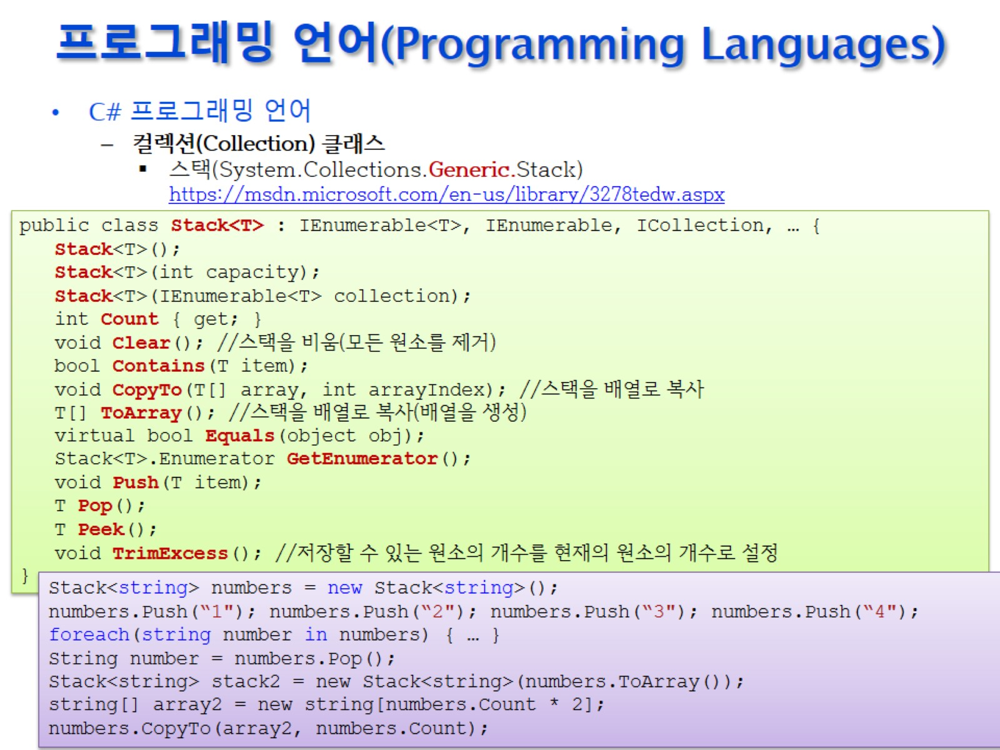 프로그래밍 언어(Programming Languages)
• C# 프로그래밍 언어
– 컬렉션(Collection) 클래스
▪ 스택(System.Collections.Generic.Stack)
https://msdn.microsoft.com/en-us/library/3278tedw.aspx
public class Stack<T> : IEnumerable<T>, IEnumerable, ICollection, … {
Stack<T>();
Stack<T>(int capacity);
Stack<T>(IEnumerable<T> collection);
int Count { get; }
void Clear(); //스택을 비움(모든 원소를 제거)
bool Contains(T item);
void CopyTo(T[] array, int arrayIndex); //스택을 배열로 복사
T[] ToArray(); //스택을 배열로 복사(배열을 생성)
virtual bool Equals(object obj);
Stack<T>.Enumerator GetEnumerator();
void Push(T item);
T Pop();
T Peek();
void TrimExcess(); //저장할 수 있는 원소의 개수를 현재의 원소의 개수로 설정
}
Stack<string> numbers = new Stack<string>();
numbers.Push(“1"); numbers.Push(“2"); numbers.Push(“3"); numbers.Push(“4");
foreach(string number in numbers) { … }
String number = numbers.Pop();
Stack<string> stack2 = new Stack<string>(numbers.ToArray());
string[] array2 = new string[numbers.Count * 2];
numbers.CopyTo(array2, numbers.Count);